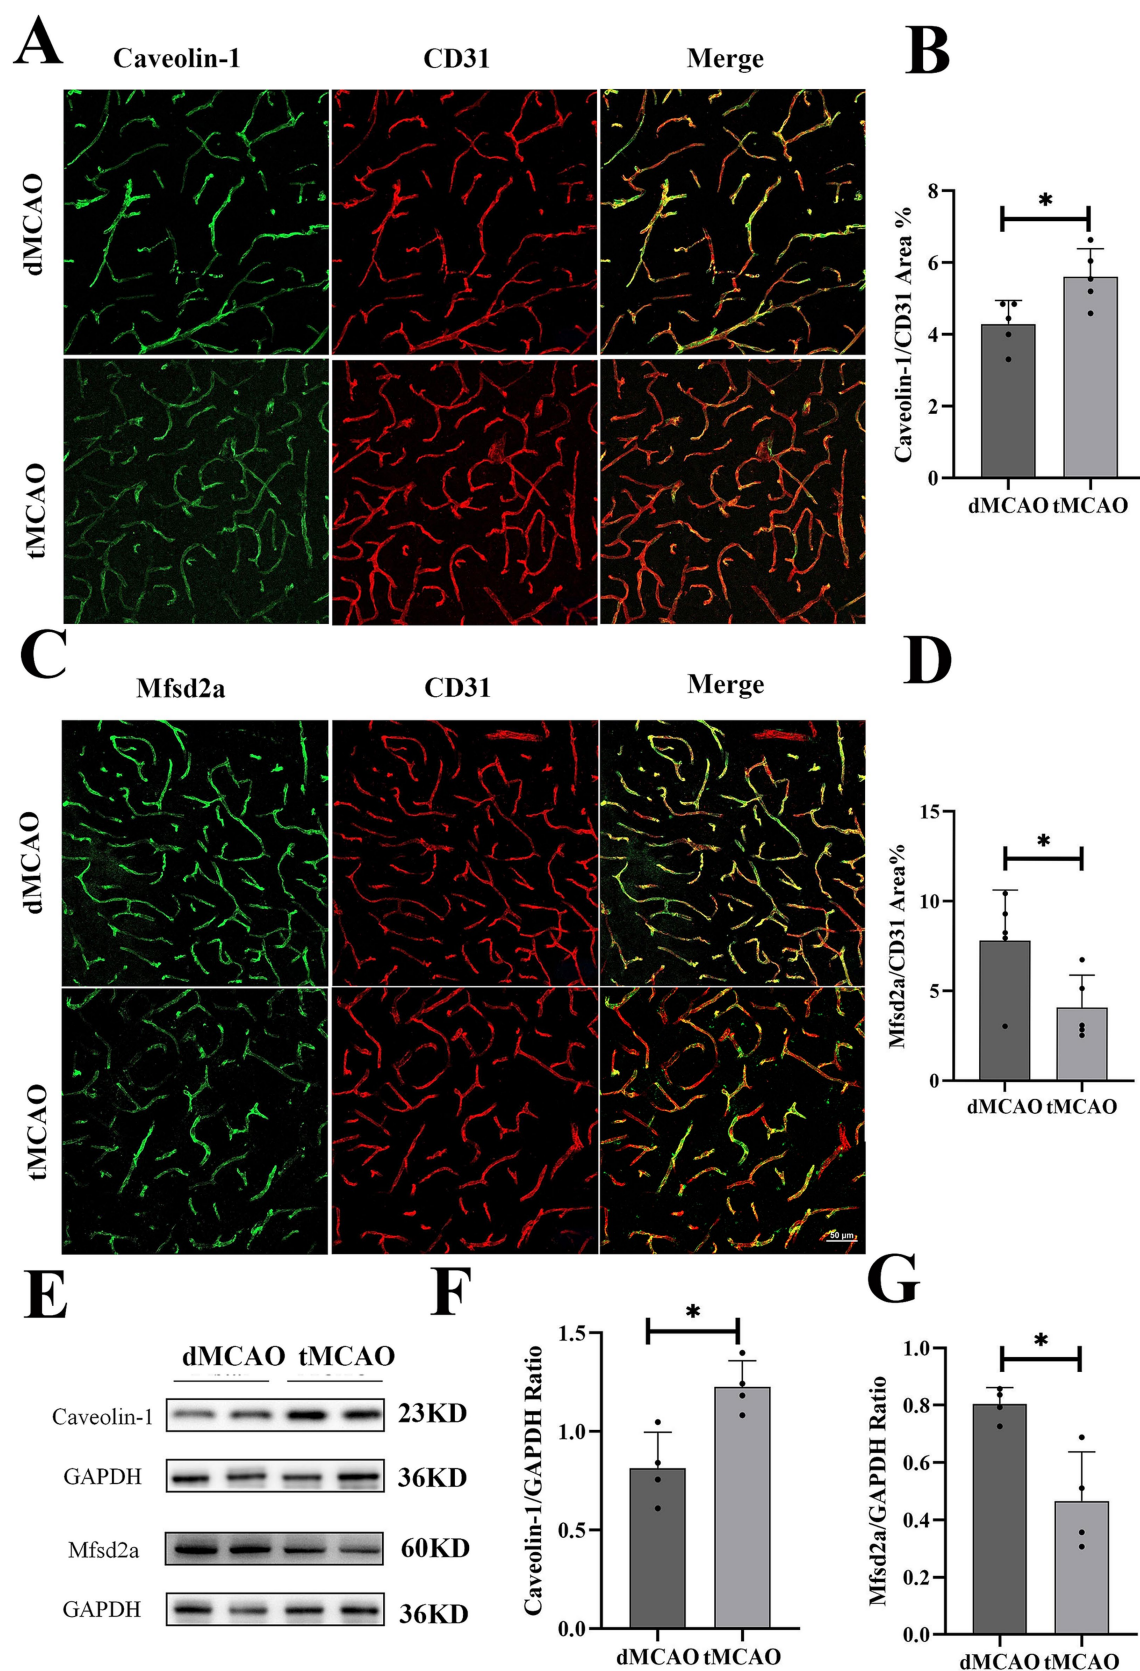 A
Caveolin-1 CD31 Merge
dMCAO
tMCAO
B
Caveolin-1/CD31 Area %
8
6
4
2
0
*
dMCAO tMCAO
C
Mfsd2a CD31 Merge
dMCAO
tMCAO
50 μm
D
Mfsd2a/CD31 Area%
15
10
5
0
*
dMCAO tMCAO
E
dMCAO tMCAO
Caveolin-1 23KD
GAPDH 36KD
Mfsd2a 60KD
GAPDH 36KD
F
Caveolin-1/GAPDH Ratio
1.5
1.0
0.5
0.0
*
dMCAO tMCAO
G
Mfsd2a/GAPDH Ratio
1.0
0.8
0.6
0.4
0.2
0.0
*
dMCAO tMCAO